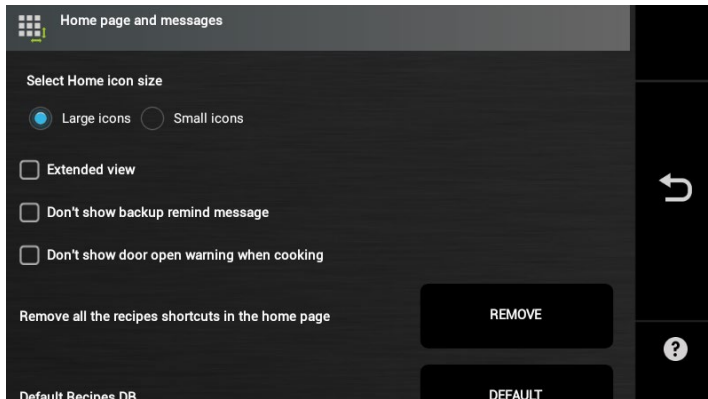 Home page and messages
Select Home icon size
Large icons Small icons
Extended view
Don't show backup remind message
Don't show door open warning when cooking
Remove all the recipes shortcuts in the home page REMOVE
Default Recipes DB DEFAULT
?